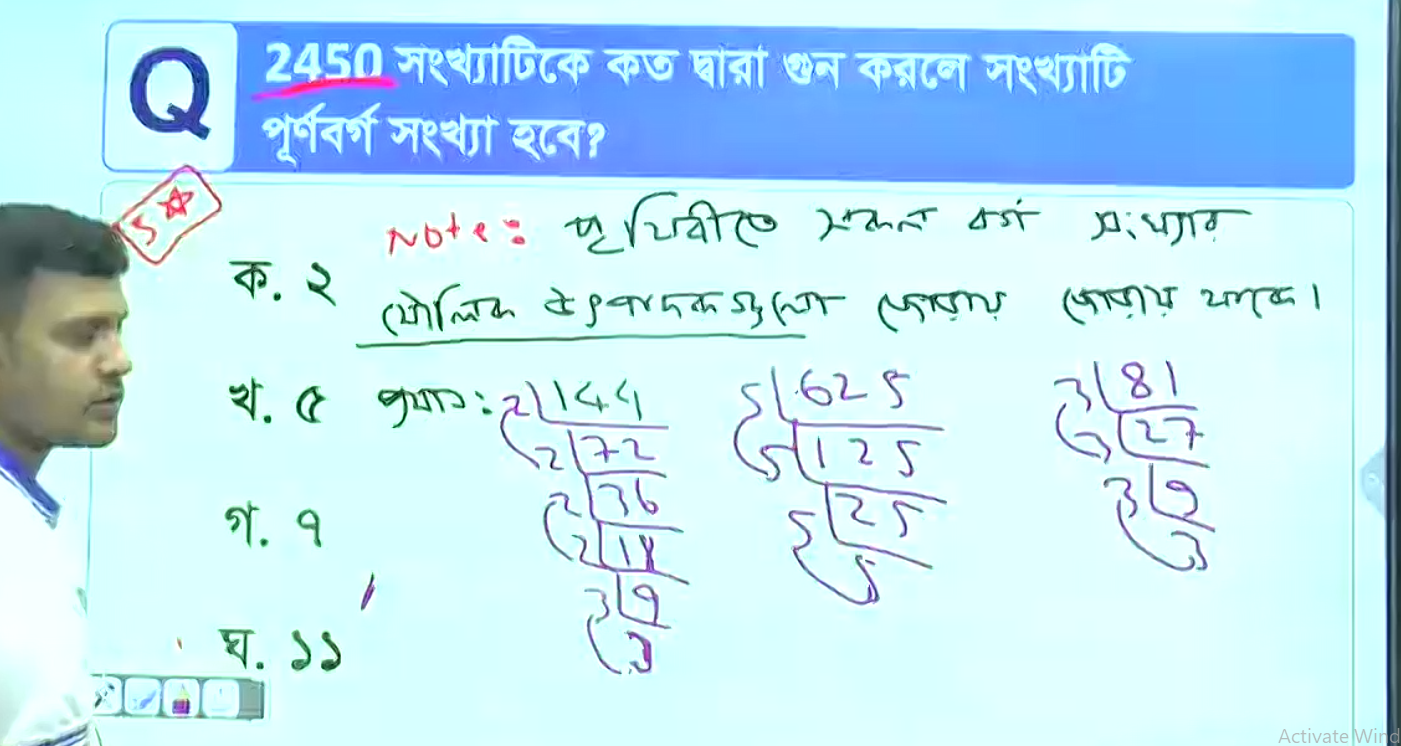 Q
2450 সংখ্যাটিকে কত দ্বারা গুন করলে সংখ্যাটি
পূর্ণবর্গ সংখ্যা হবে?
5
Note: পৃথিবীতে সকল বর্গ সংখ্যার
মৌলিক উৎপাদকগুলো জোরায় জোরায় থাকে।
ক. ২
খ. ৫
প্রমান:
2 144
2 72
2 36
2 18
3 9
3
5 625
5 125
5 25
5
3 81
3 27
3 9
3
গ. ৭
ঘ. ১১
Activate Wind